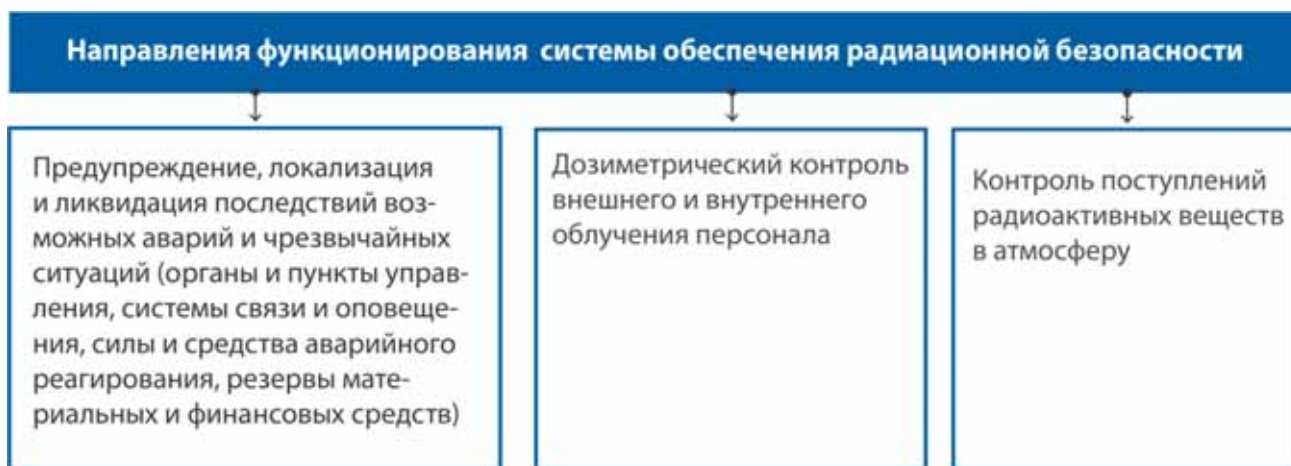 Направления функционирования системы обеспечения радиационной безопасности
Предупреждение, локализация
и ликвидация последствий воз-
можных аварий и чрезвычайных
ситуаций (органы и пункты управ-
ления, системы связи и оповеще-
ния, силы и средства аварийного
реагирования, резервы мате-
риальных и финансовых средств)
Дозиметрический контроль
внешнего и внутреннего
облучения персонала
Контроль поступлений
радиоактивных веществ
в атмосферу